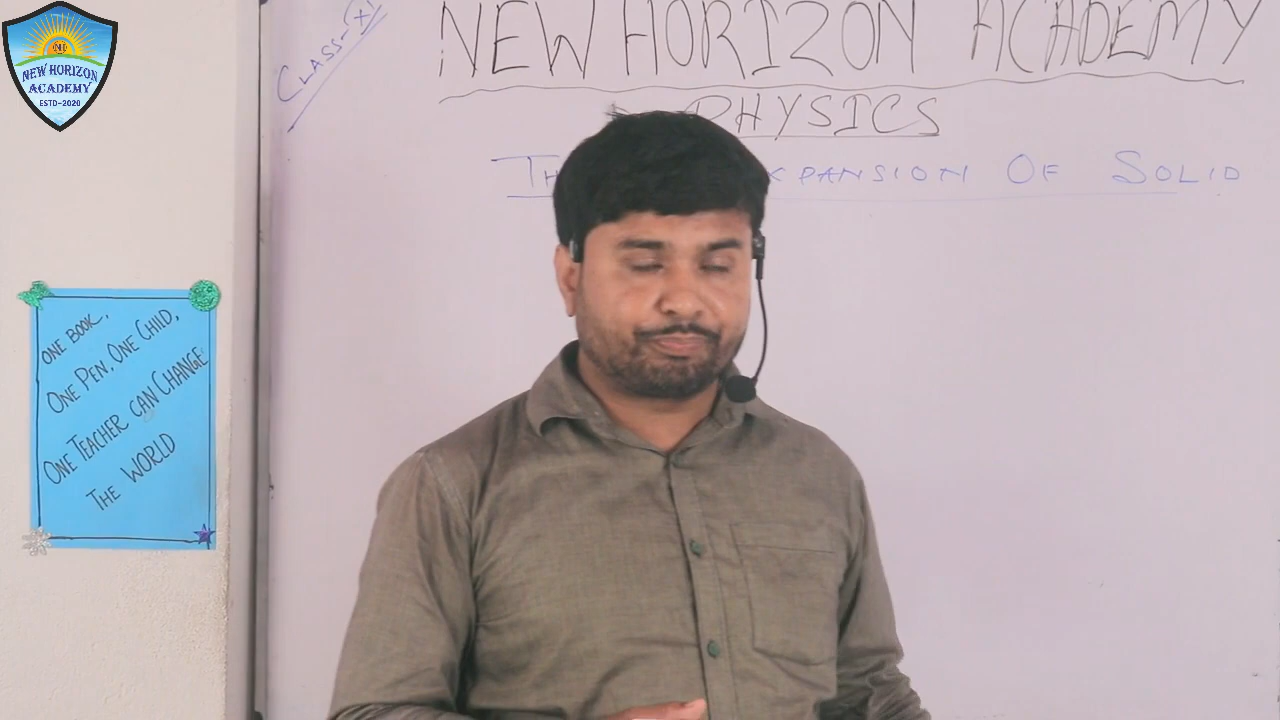 NEW HORIZON
ACADEMY
ESTD-2020
CLASS-XI
NEW HORIZON ACADEMY
PHYSICS
OF SOLID
ONE BOOK,
ONE PEN, ONE CHILD,
ONE TEACHER CAN CHANGE
THE WORLD